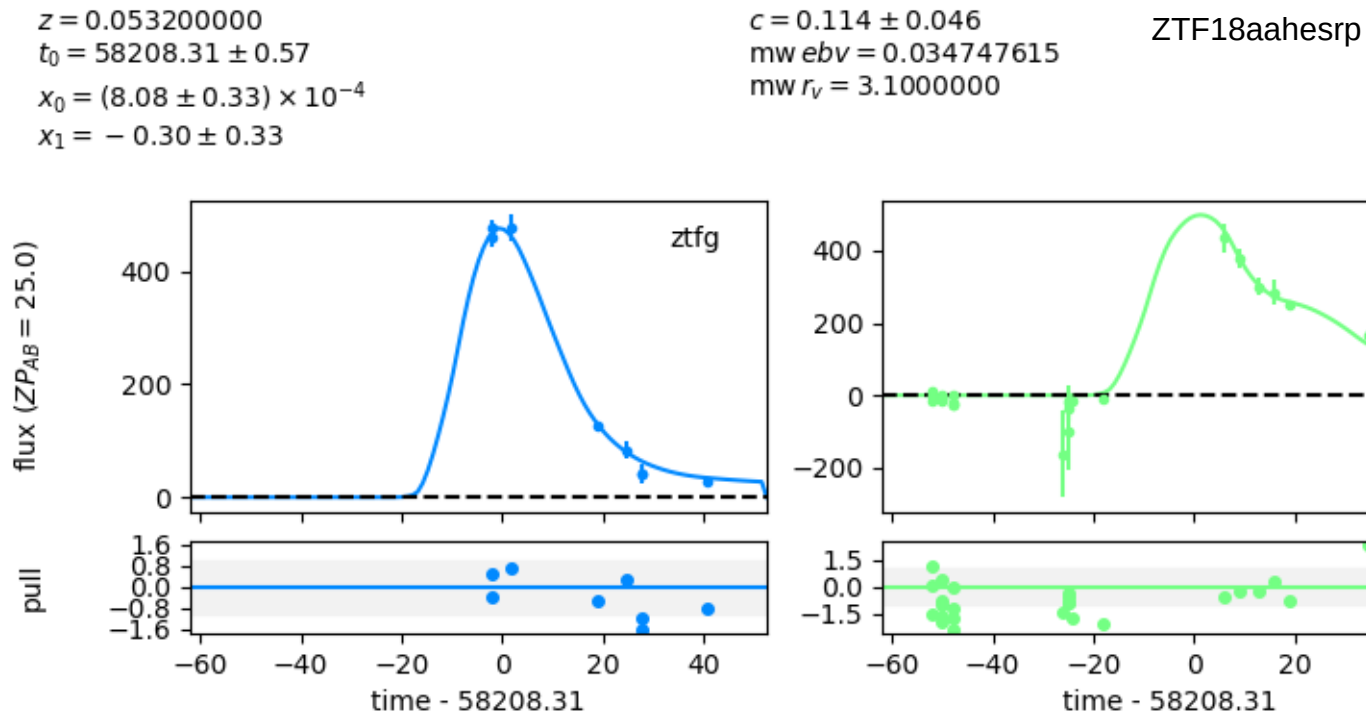 z = 0.053200000
t₀ = 58208.31 ± 0.57
x₀ = (8.08 ± 0.33) × 10⁻⁴
x₁ = − 0.30 ± 0.33
c = 0.114 ± 0.046
mw ebv = 0.034747615
mw rᵥ = 3.1000000
ZTF18aahesrp
flux (ZP_AB = 25.0)
400
200
0
ztfg
400
200
0
−200
pull
1.6
0.8
0.0
−0.8
−1.6
−60 −40 −20 0 20 40
time - 58208.31
1.5
0.0
−1.5
−60 −40 −20 0 20
time - 58208.31